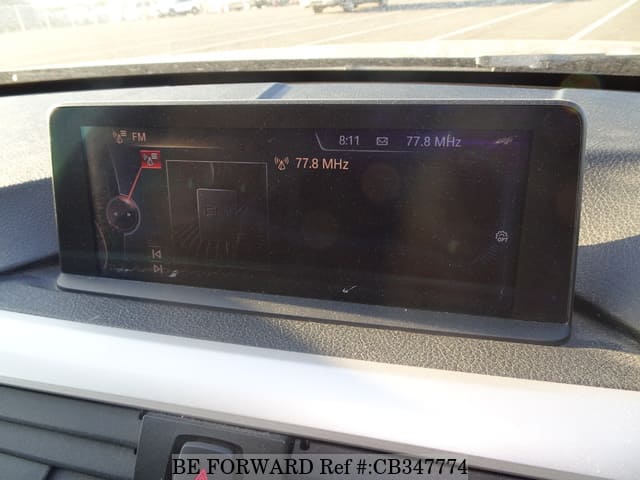 FM
8:11 77.8 MHz
77.8 MHz
OFF
BE FORWARD Ref #:CB347774